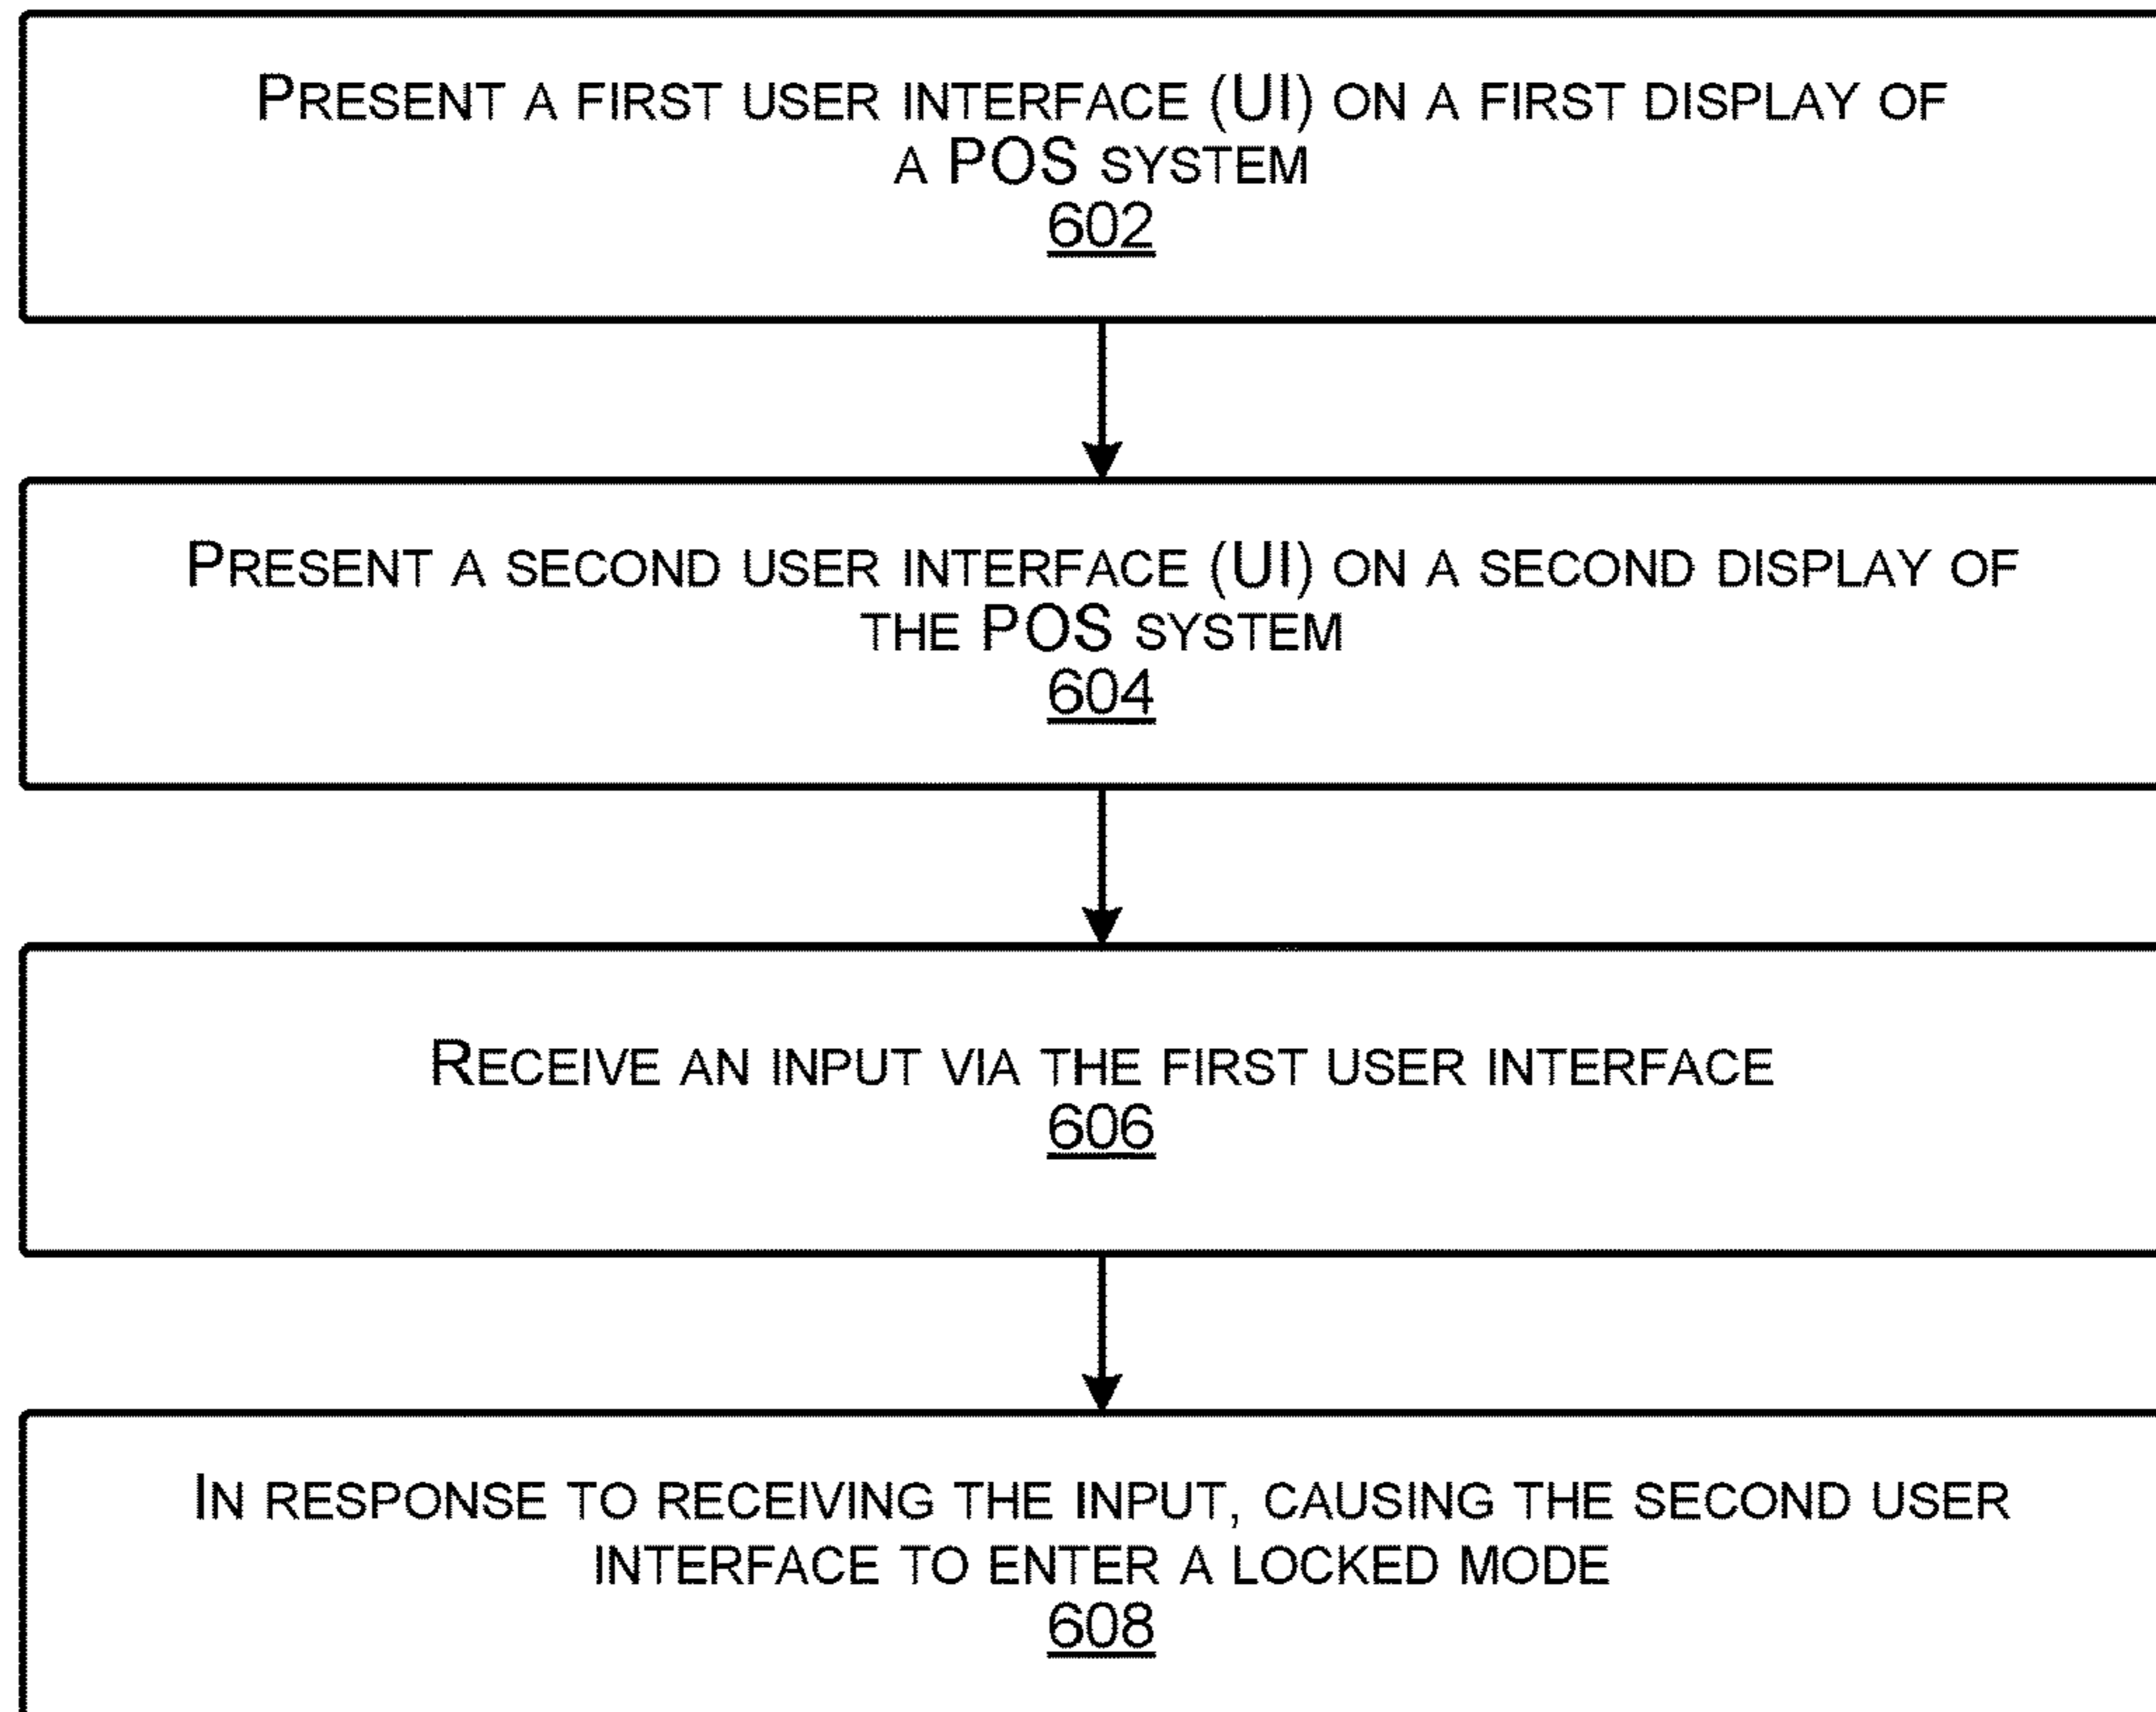 PRESENT A FIRST USER INTERFACE (UI) ON A FIRST DISPLAY OF
A POS SYSTEM
602
PRESENT A SECOND USER INTERFACE (UI) ON A SECOND DISPLAY OF
THE POS SYSTEM
604
RECEIVE AN INPUT VIA THE FIRST USER INTERFACE
606
IN RESPONSE TO RECEIVING THE INPUT, CAUSING THE SECOND USER
INTERFACE TO ENTER A LOCKED MODE
608